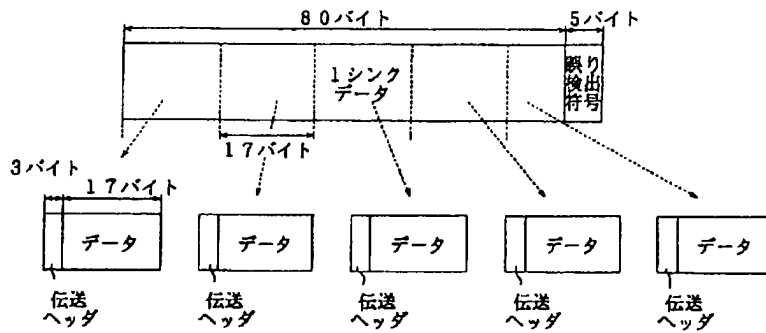 80バイト 5バイト
1シンク
データ
誤り
検出
符号
17バイト
3バイト 17バイト
データ データ データ データ データ
伝送 伝送 伝送 伝送 伝送
ヘッダ ヘッダ ヘッダ ヘッダ ヘッダ